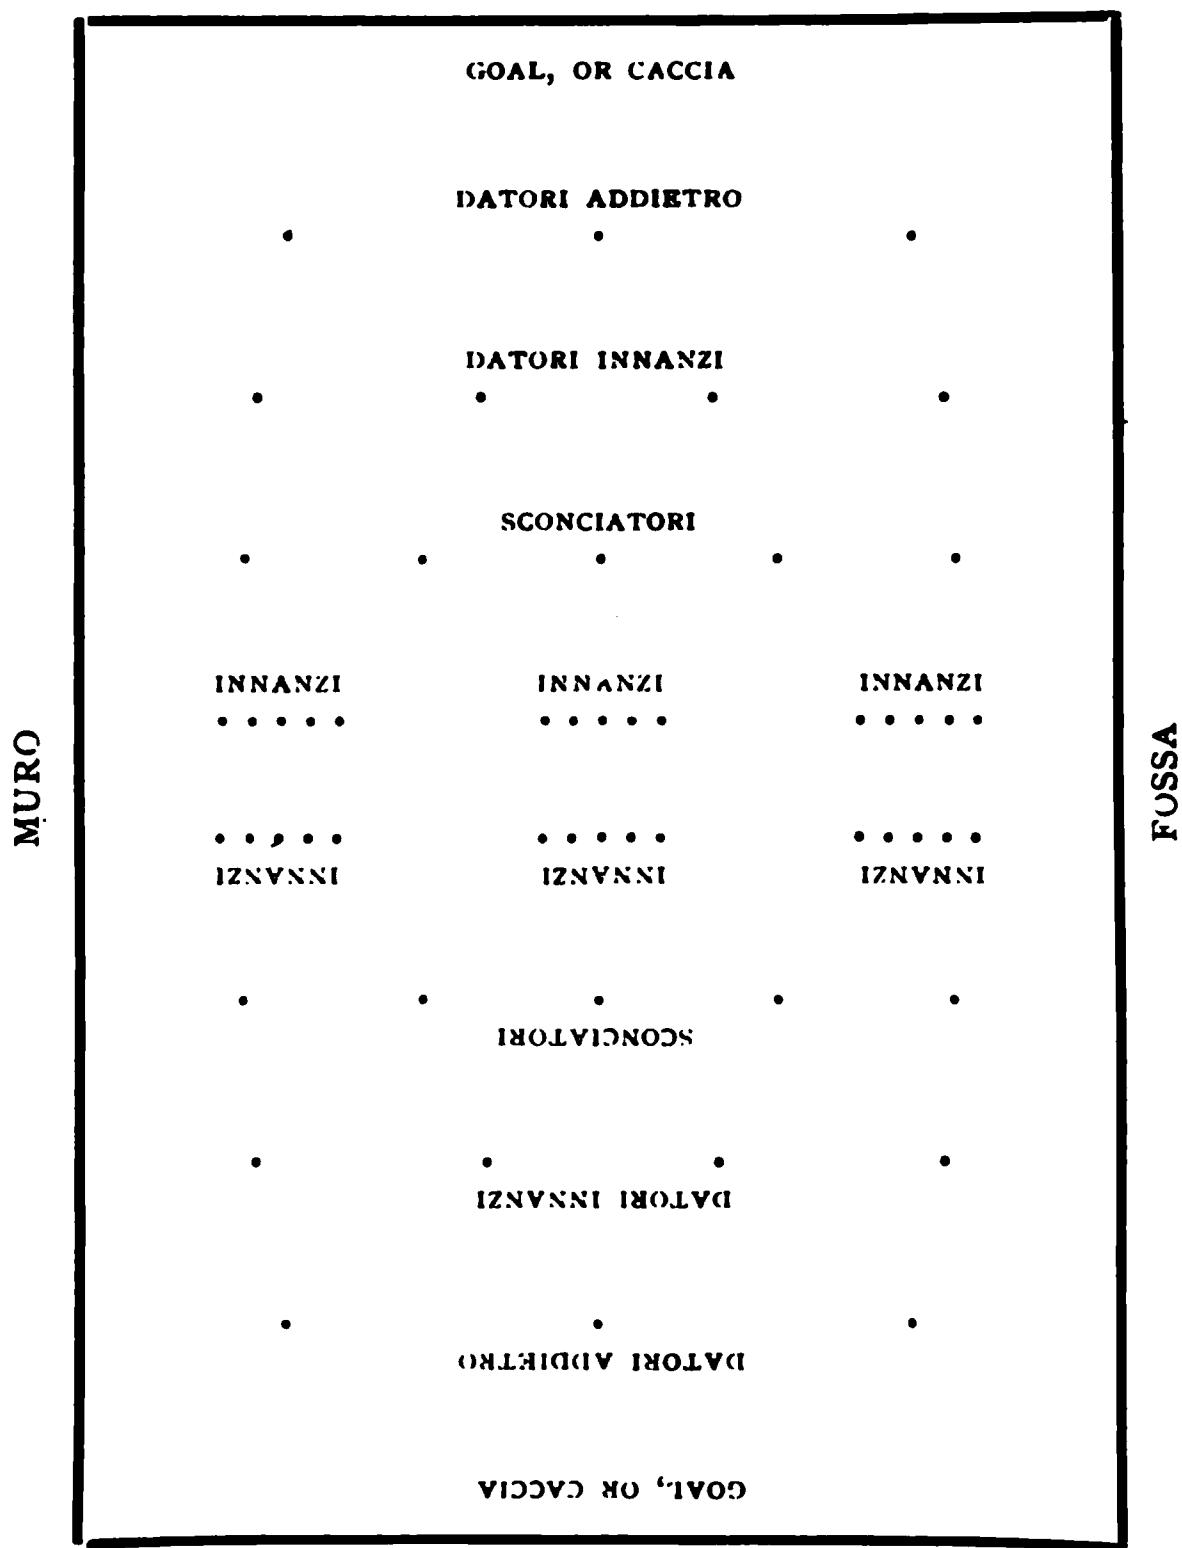 GOAL, OR CACCIA
DATORI ADDIETRO
DATORI INNANZI
SCONCIATORI
INNANZI INNANZI INNANZI
MURO
FOSSA
INNANZI INNANZI INNANZI
SCONCIATORI
DATORI INNANZI
DATORI ADDIETRO
GOAL, OR CACCIA